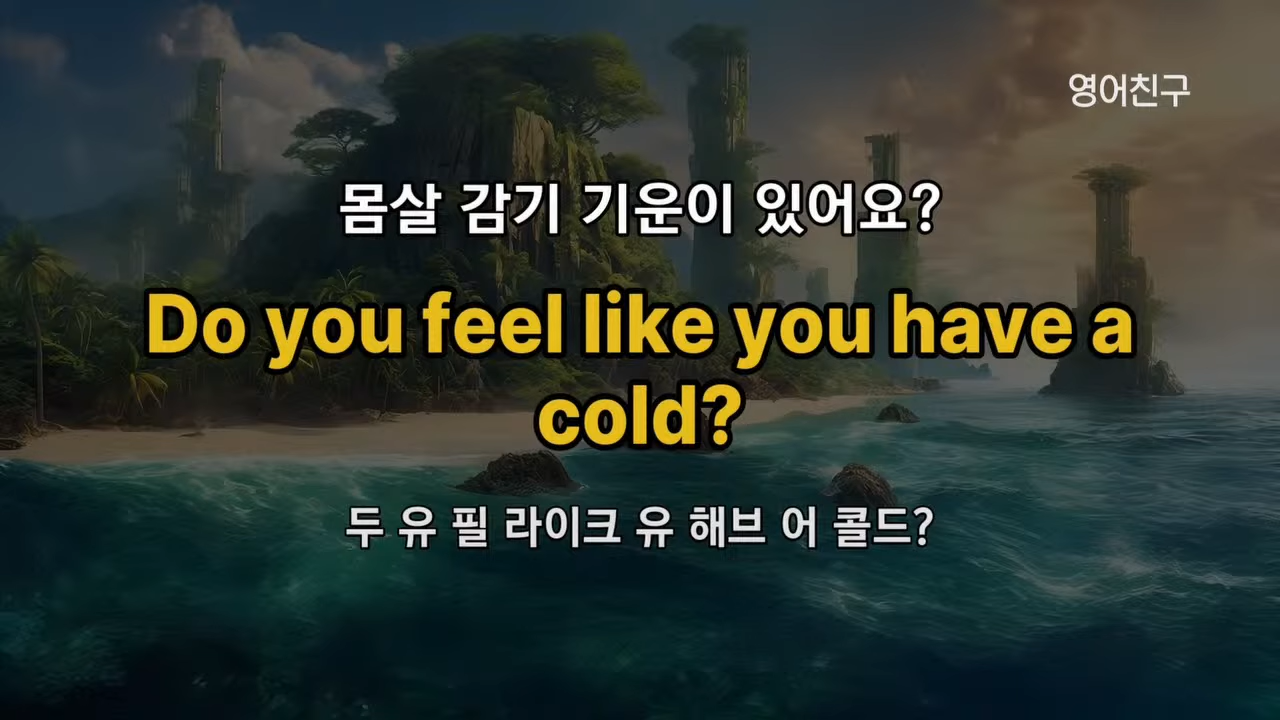 영어친구
몸살 감기 기운이 있어요?
Do you feel like you have a
cold?
두 유 필 라이크 유 해브 어 콜드?